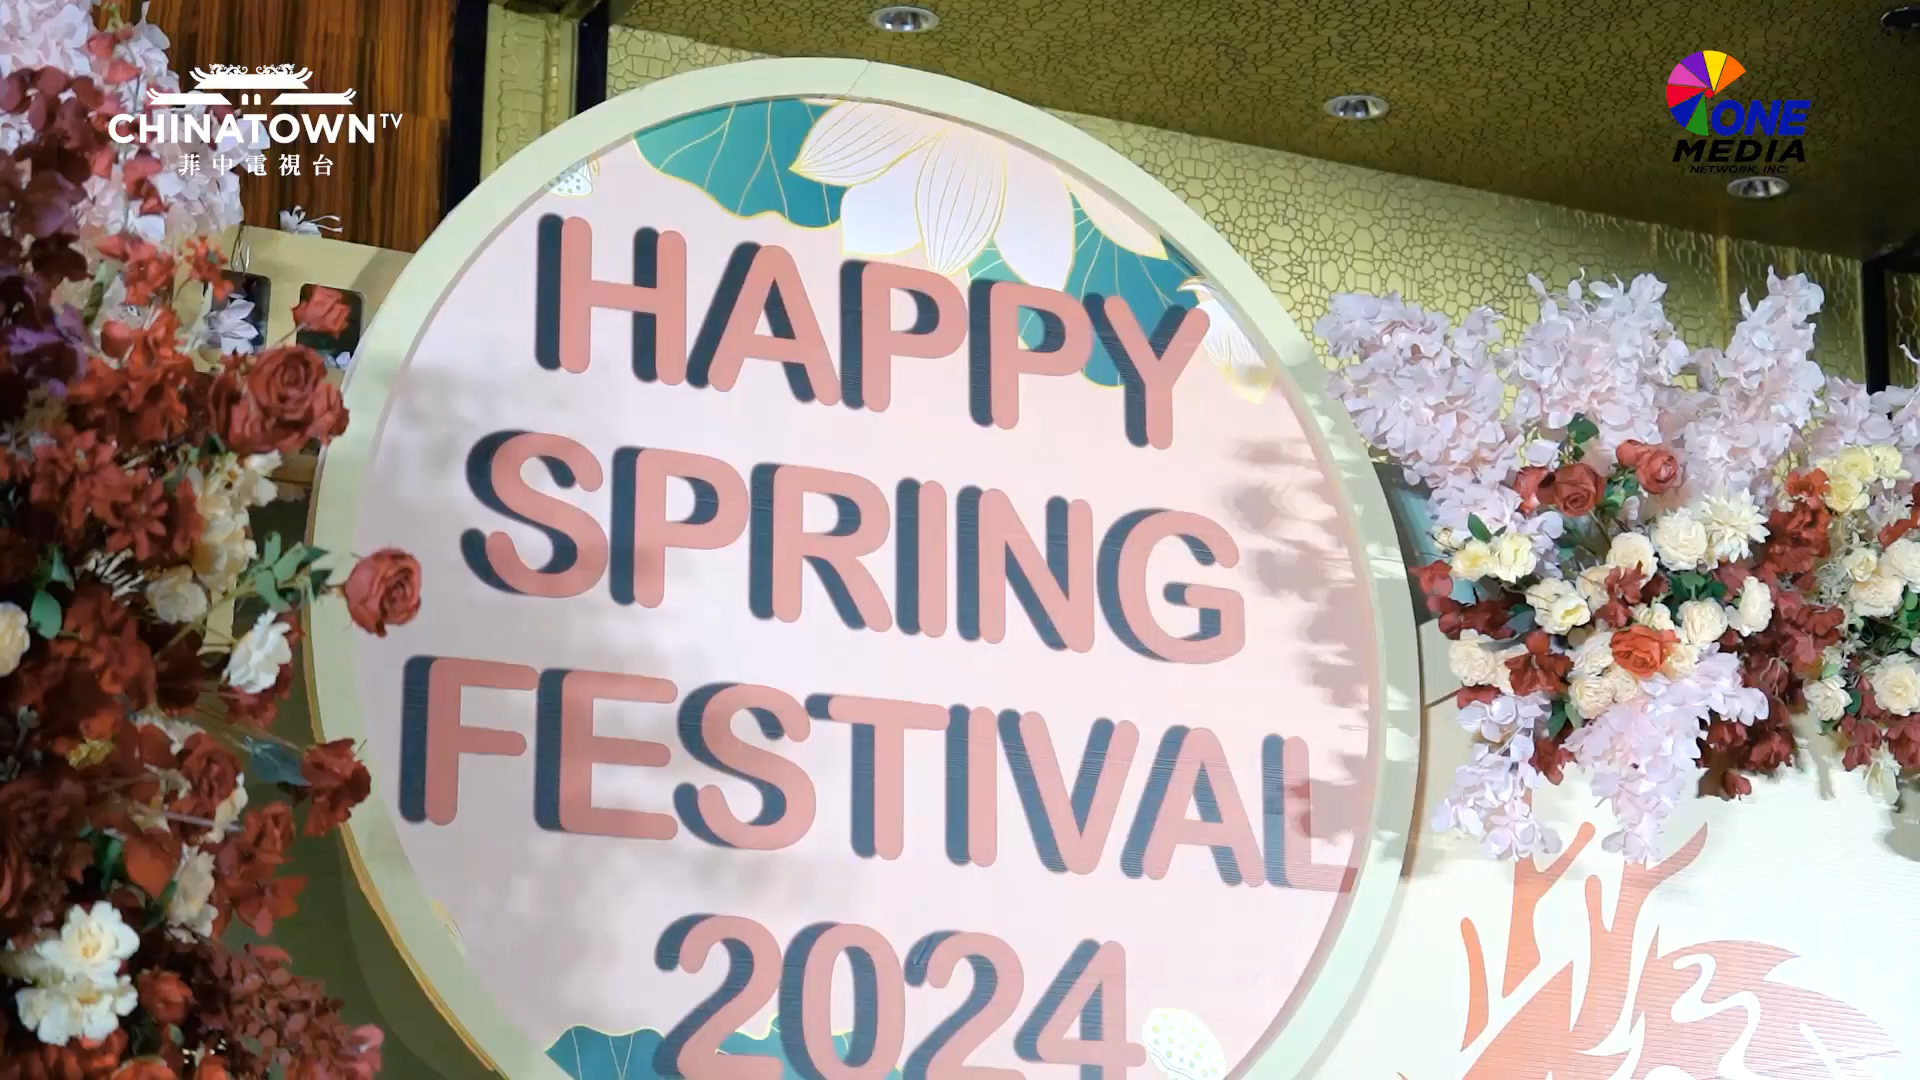 CHINATOWN TV
菲中電視台
ONE
MEDIA
NETWORK, INC.
HAPPY
SPRING
FESTIVAL
2024